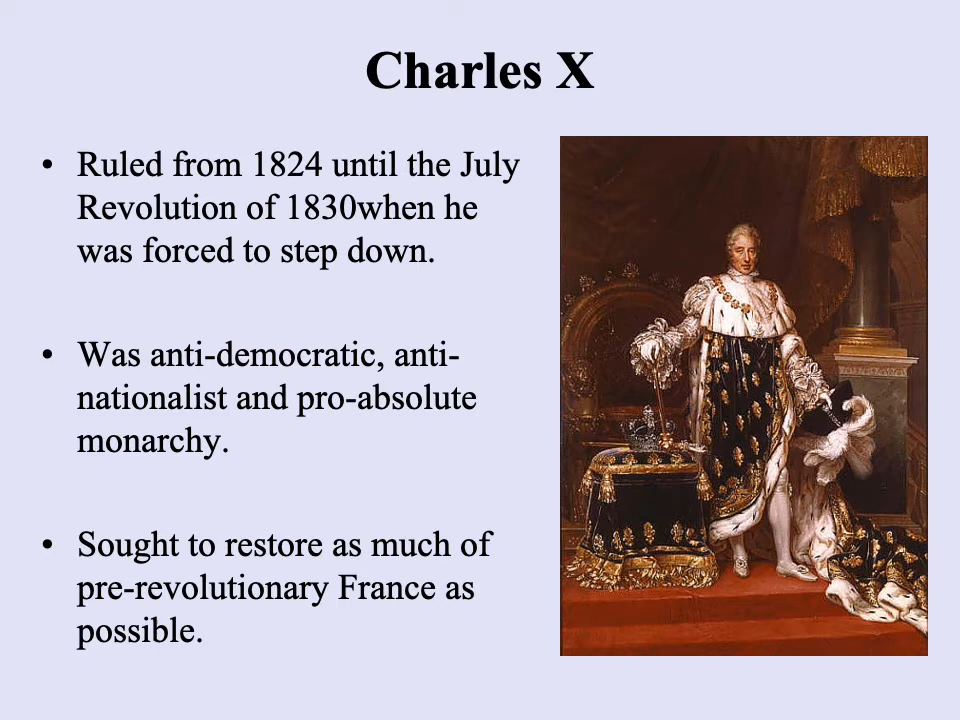 Charles X
• Ruled from 1824 until the July
Revolution of 1830when he
was forced to step down.
• Was anti-democratic, anti-
nationalist and pro-absolute
monarchy.
• Sought to restore as much of
pre-revolutionary France as
possible.